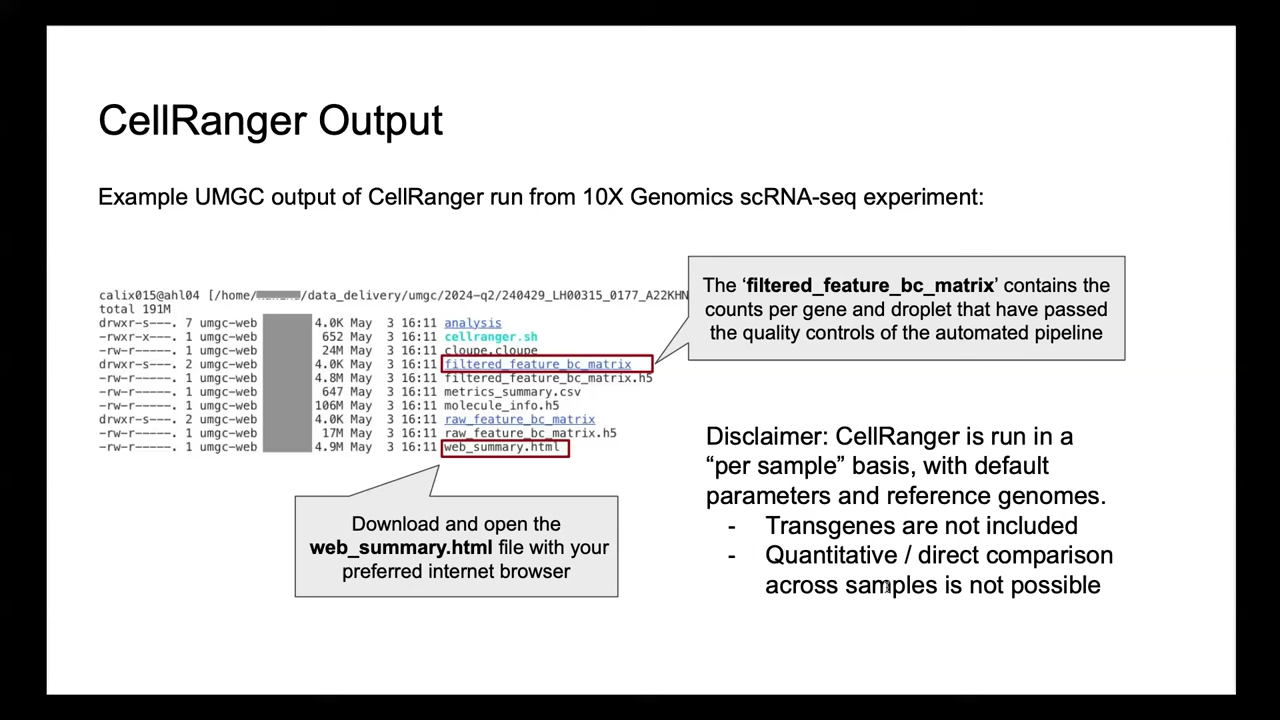 CellRanger Output
Example UMGC output of CellRanger run from 10X Genomics scRNA-seq experiment:
calix015@ahl04 [/home/ /data_delivery/umgc/2024-q2/240429_LH00315_0177_A22KHN
total 191M
drwxr-s---. 7 umgc-web 4.0K May 3 16:11 analysis
-rwxr-x---. 1 umgc-web 652 May 3 16:11 cellranger.sh
-rw-r-----. 1 umgc-web 24M May 3 16:11 cloupe.cloupe
drwxr-s---. 2 umgc-web 4.0K May 3 16:11 filtered_feature_bc_matrix
-rw-r-----. 1 umgc-web 4.8M May 3 16:11 filtered_feature_bc_matrix.h5
-rw-r-----. 1 umgc-web 647 May 3 16:11 metrics_summary.csv
-rw-r-----. 1 umgc-web 106M May 3 16:11 molecule_info.h5
drwxr-s---. 2 umgc-web 4.0K May 3 16:11 raw_feature_bc_matrix
-rw-r-----. 1 umgc-web 17M May 3 16:11 raw_feature_bc_matrix.h5
-rw-r-----. 1 umgc-web 4.9M May 3 16:11 web_summary.html
The ‘filtered_feature_bc_matrix’ contains the
counts per gene and droplet that have passed
the quality controls of the automated pipeline
Download and open the
web_summary.html file with your
preferred internet browser
Disclaimer: CellRanger is run in a
“per sample” basis, with default
parameters and reference genomes.
- Transgenes are not included
- Quantitative / direct comparison
across samples is not possible